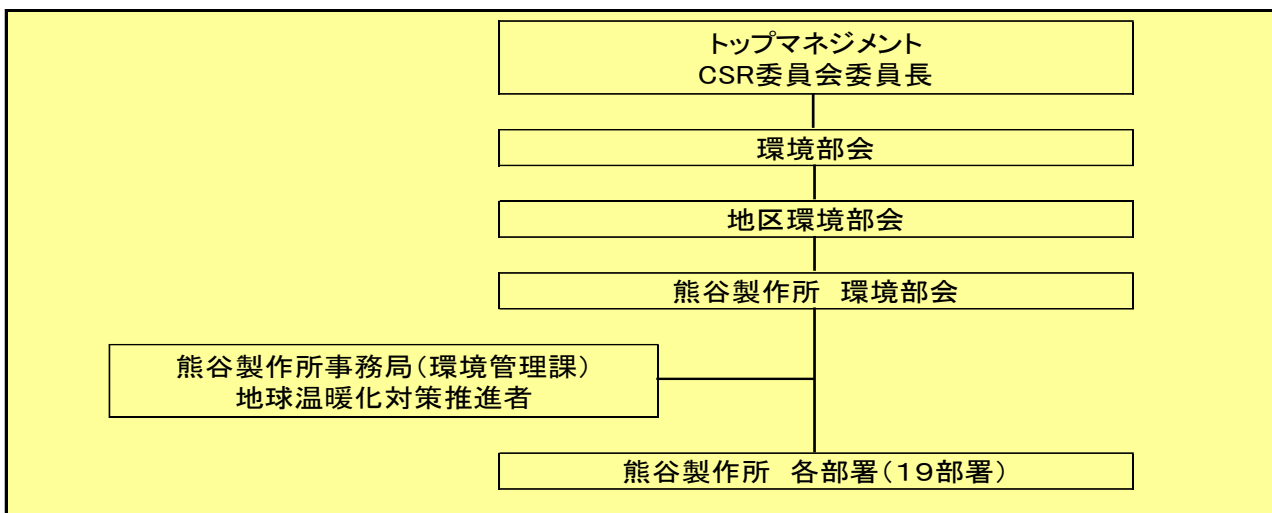 トップマネジメント
CSR委員会委員長
環境部会
地区環境部会
熊谷製作所　環境部会
熊谷製作所事務局（環境管理課）
地球温暖化対策推進者
熊谷製作所　各部署（１９部署）